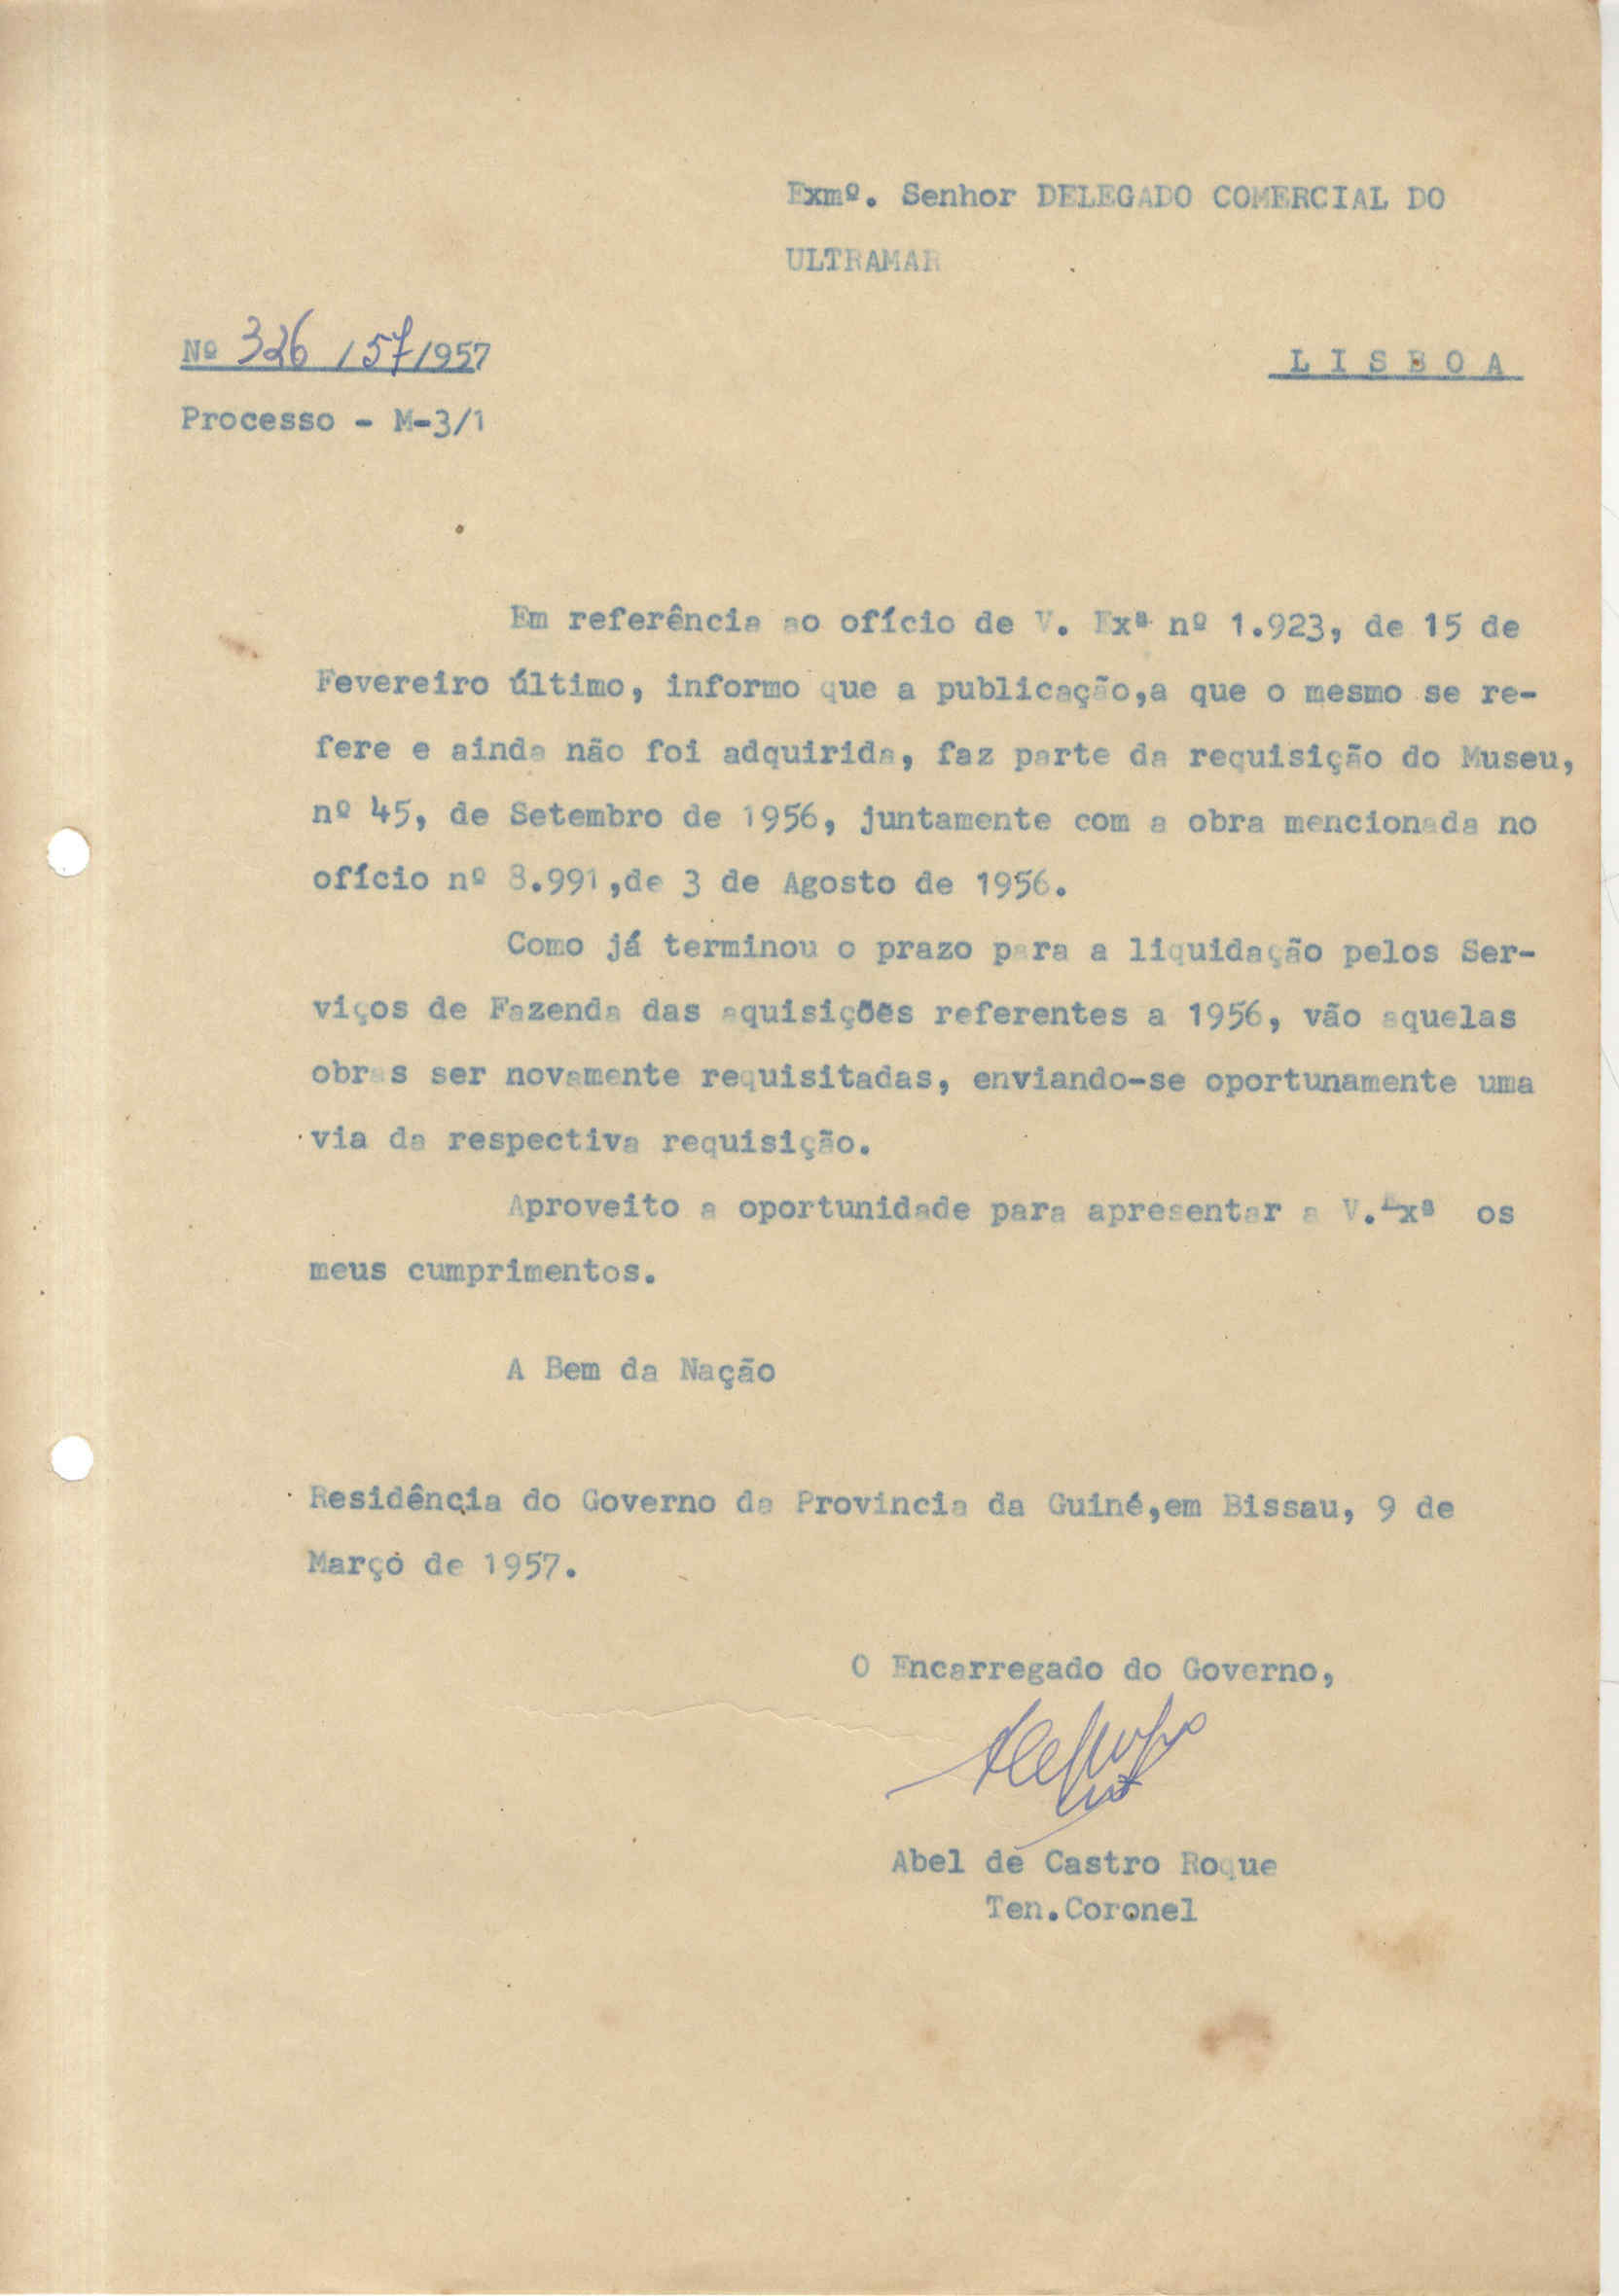 Exmº. Senhor DELEGADO COMERCIAL DO
ULTRAMAR
Nº 326 /57/1957
L I S B O A
Processo - M-3/1
Em referência ao ofício de V. Exª nº 1.923, de 15 de
Fevereiro último, informo que a publicação,a que o mesmo se re-
fere e ainda não foi adquirida, faz parte da requisição do Museu,
nº 45, de Setembro de 1956, juntamente com a obra mencionada no
ofício nº 8.991,de 3 de Agosto de 1956.
Como já terminou o prazo para a liquidação pelos Ser-
viços de Fazenda das aquisições referentes a 1956, vão aquelas
obras ser novamente requisitadas, enviando-se oportunamente uma
via da respectiva requisição.
Aproveito a oportunidade para apresentar a V.Exª os
meus cumprimentos.
A Bem da Nação
Residência do Governo da Provincia da Guiné,em Bissau, 9 de
Março de 1957.
O Encarregado do Governo,
Abel de Castro Roque
Ten.Coronel